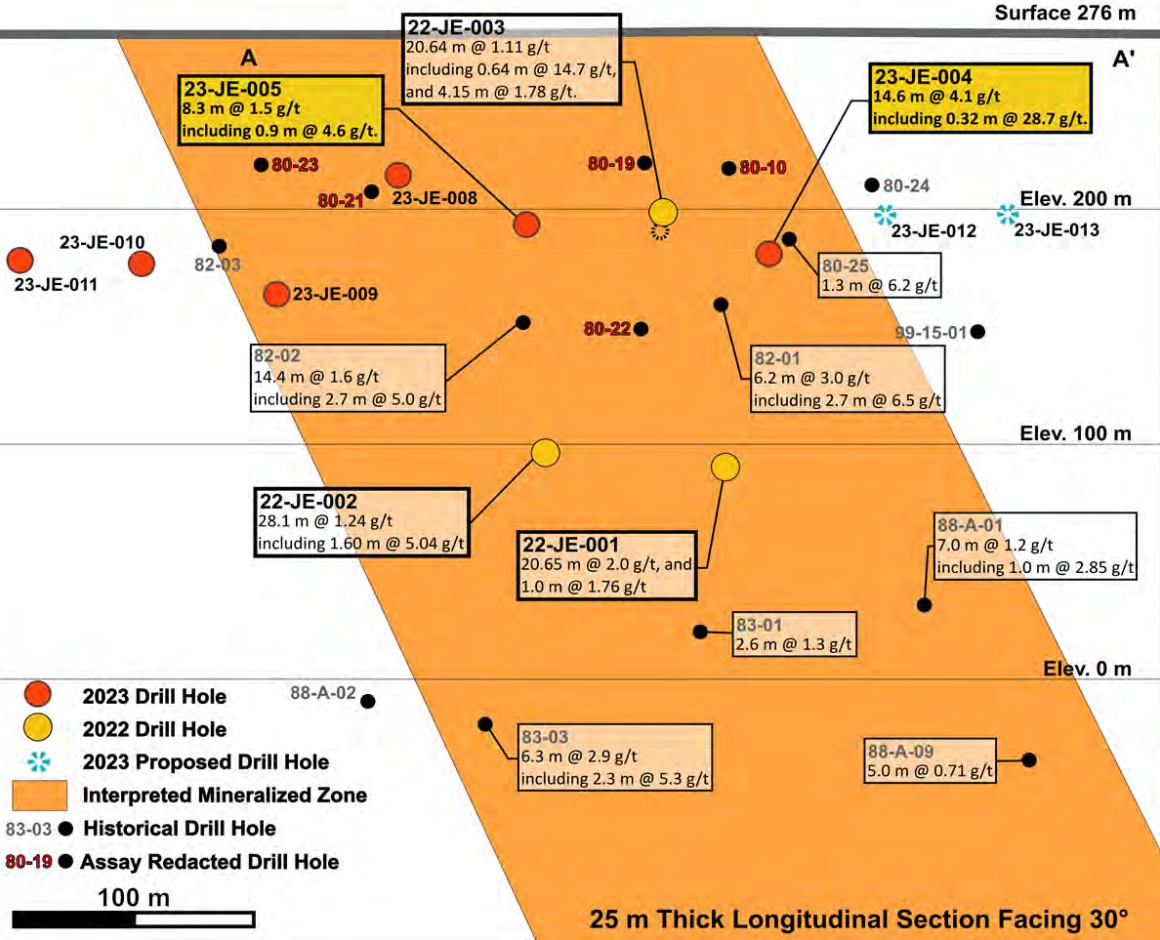 Surface 276 m
A
A'
22-JE-003
20.64 m @ 1.11 g/t
including 0.64 m @ 14.7 g/t,
and 4.15 m @ 1.78 g/t.
23-JE-005
8.3 m @ 1.5 g/t
including 0.9 m @ 4.6 g/t.
23-JE-004
14.6 m @ 4.1 g/t
including 0.32 m @ 28.7 g/t.
80-23
80-21
23-JE-008
80-19
80-10
80-24
Elev. 200 m
23-JE-012
23-JE-013
23-JE-010
23-JE-011
82-03
23-JE-009
80-25
1.3 m @ 6.2 g/t
80-22
99-15-01
82-02
14.4 m @ 1.6 g/t
including 2.7 m @ 5.0 g/t
82-01
6.2 m @ 3.0 g/t
including 2.7 m @ 6.5 g/t
Elev. 100 m
22-JE-002
28.1 m @ 1.24 g/t
including 1.60 m @ 5.04 g/t
22-JE-001
20.65 m @ 2.0 g/t, and
1.0 m @ 1.76 g/t
88-A-01
7.0 m @ 1.2 g/t
including 1.0 m @ 2.85 g/t
83-01
2.6 m @ 1.3 g/t
Elev. 0 m
88-A-02
83-03
6.3 m @ 2.9 g/t
including 2.3 m @ 5.3 g/t
88-A-09
5.0 m @ 0.71 g/t
2023 Drill Hole
2022 Drill Hole
2023 Proposed Drill Hole
Interpreted Mineralized Zone
83-03 Historical Drill Hole
80-19 Assay Redacted Drill Hole
100 m
25 m Thick Longitudinal Section Facing 30°